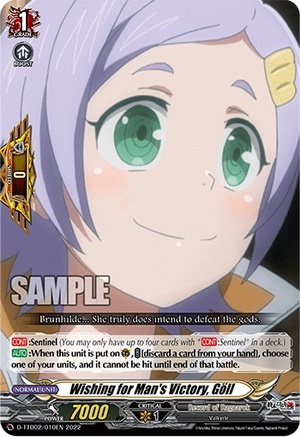 1
GRADE
BOOST
0
SAMPLE
Brunhilde... She truly does intend to defeat the gods.
CONT:Sentinel (You may only have up to four cards with "CONT:Sentinel" in a deck.)
AUTO:When this unit is put on [discard a card from your hand], choose
one of your units, and it cannot be hit until end of that battle.
NORMAL UNIT
Wishing for Man's Victory, Göll
POWER 7000
CRITICAL
1
Record of Ragnarok
Valkyrie
D-TTD02/010EN 2022